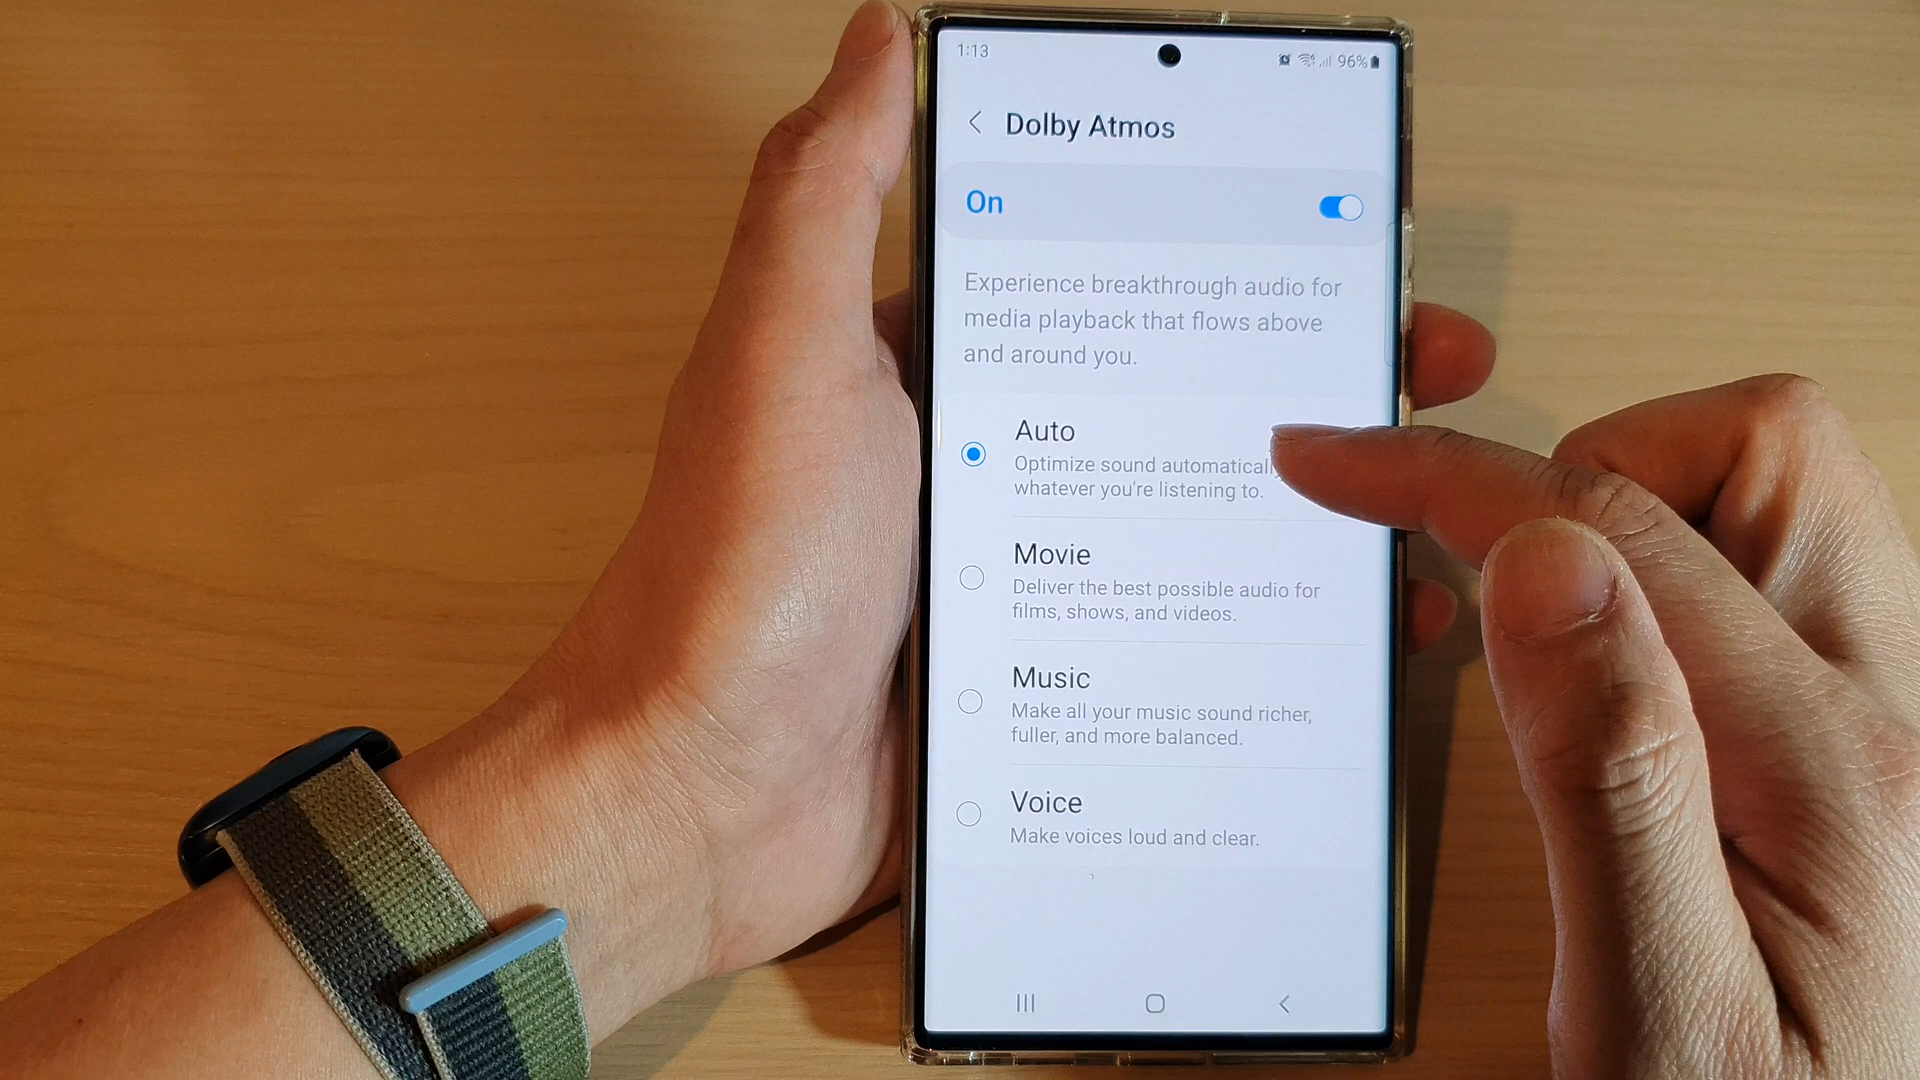 1:13
96%
Dolby Atmos
On
Experience breakthrough audio for
media playback that flows above
and around you.
Auto
Optimize sound automatically
whatever you're listening to.
Movie
Deliver the best possible audio for
films, shows, and videos.
Music
Make all your music sound richer,
fuller, and more balanced.
Voice
Make voices loud and clear.